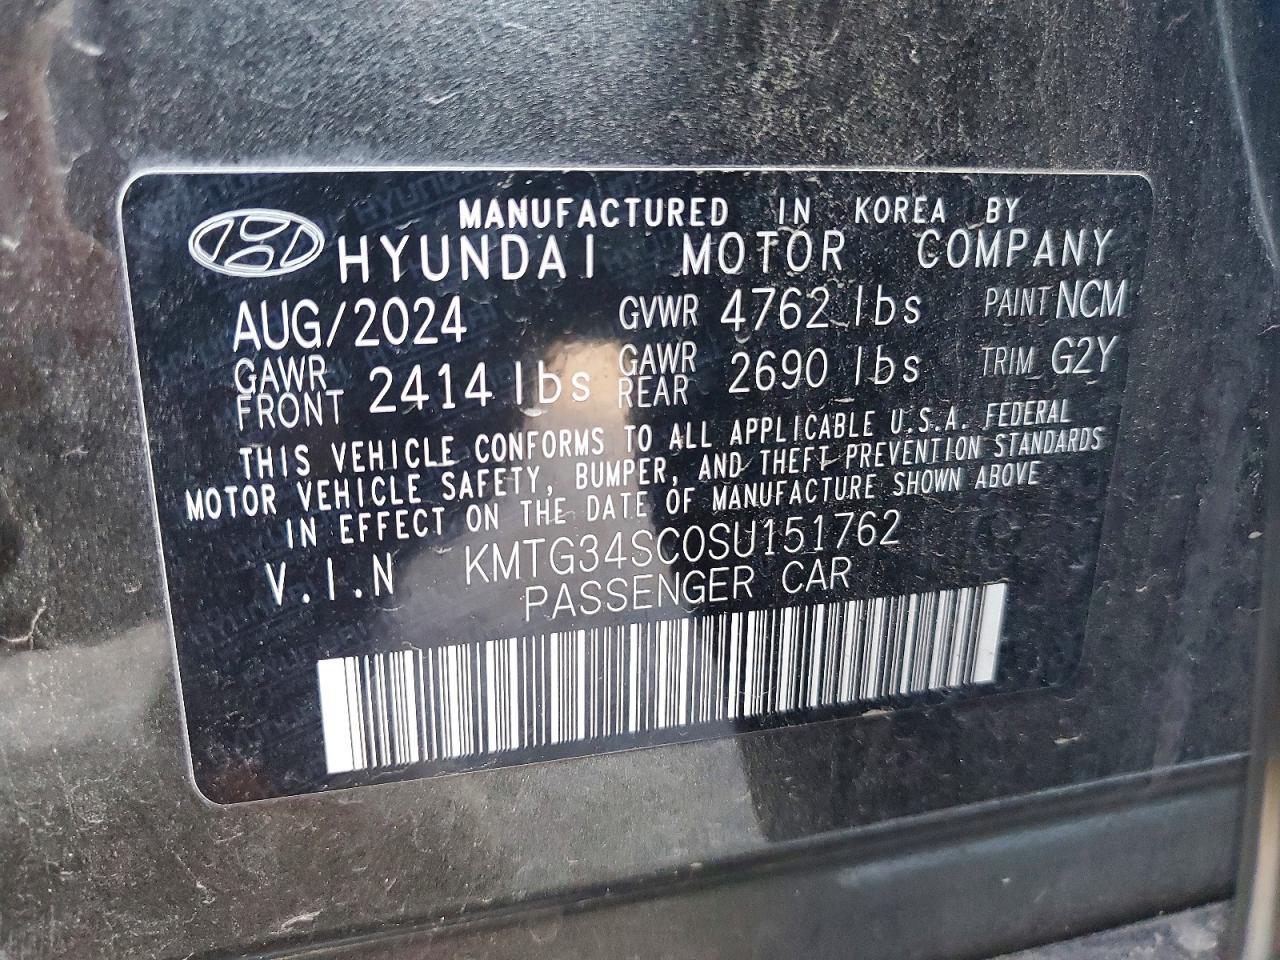 MANUFACTURED IN KOREA BY
HYUNDAI MOTOR COMPANY
AUG/2024 GVWR 4762 lbs PAINT NCM
GAWR FRONT 2414 lbs GAWR REAR 2690 lbs TRIM G2Y
THIS VEHICLE CONFORMS TO ALL APPLICABLE U.S.A. FEDERAL
MOTOR VEHICLE SAFETY, BUMPER, AND THEFT PREVENTION STANDARDS
IN EFFECT ON THE DATE OF MANUFACTURE SHOWN ABOVE
V.I.N KMTG34SC0SU151762
PASSENGER CAR